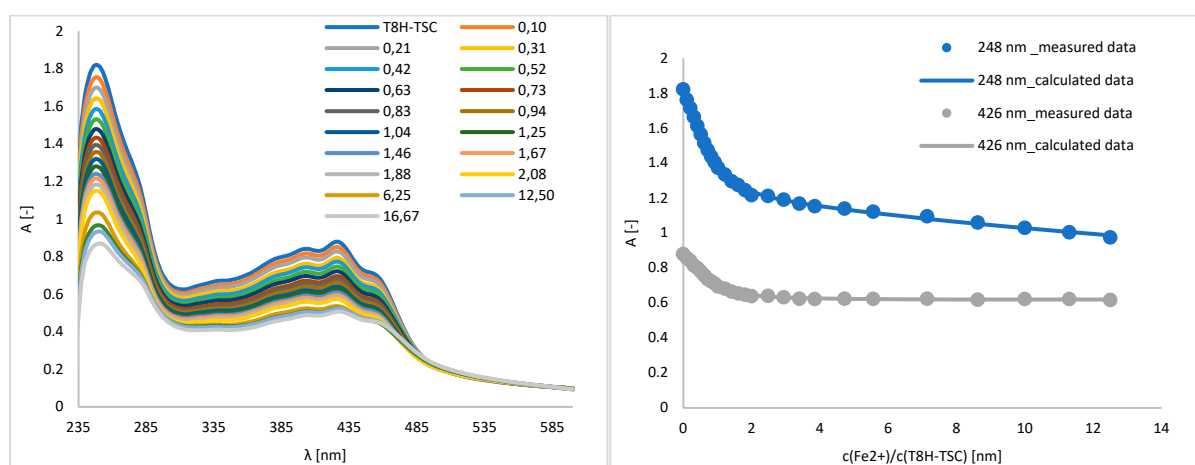 T8H-TSC 0,10
0,21 0,31
0,42 0,52
0,63 0,73
0,83 0,94
1,04 1,25
1,46 1,67
1,88 2,08
6,25 12,50
16,67
2
1.8
1.6
1.4
1.2
1
0.8
0.6
0.4
0.2
0
A [-]
235 285 335 385 435 485 535 585
λ [nm]
248 nm _measured data
248 nm_calculated data
426 nm_measured data
426 nm_calculated data
2
1.8
1.6
1.4
1.2
1
0.8
0.6
0.4
0.2
0
A [-]
0 2 4 6 8 10 12 14
c(Fe2+)/c(T8H-TSC) [nm]